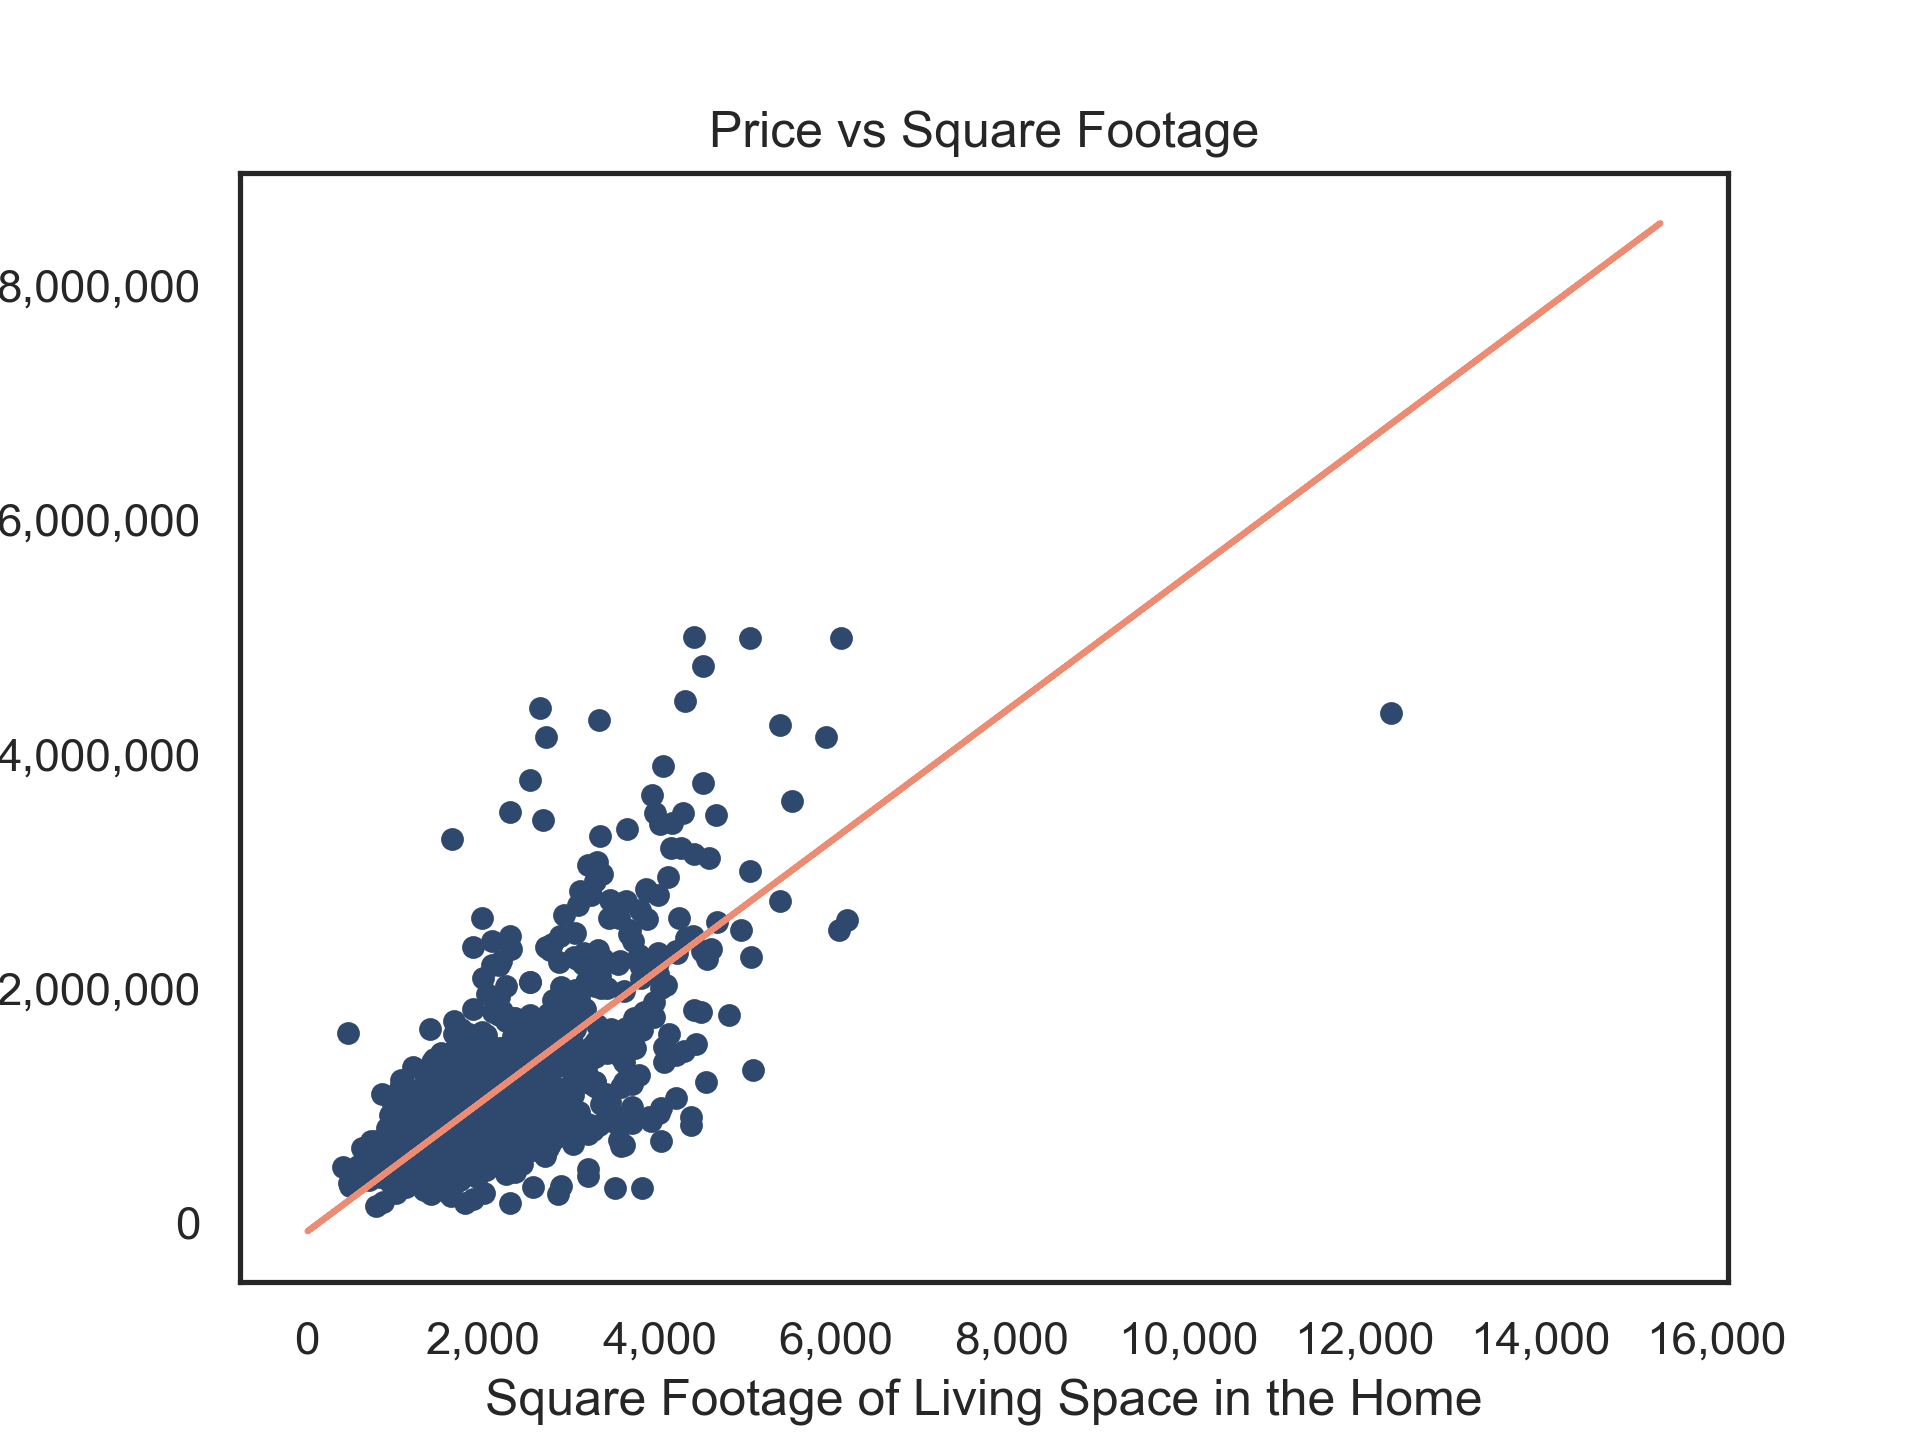 Price vs Square Footage
8,000,000
6,000,000
4,000,000
2,000,000
0
0 2,000 4,000 6,000 8,000 10,000 12,000 14,000 16,000
Square Footage of Living Space in the Home